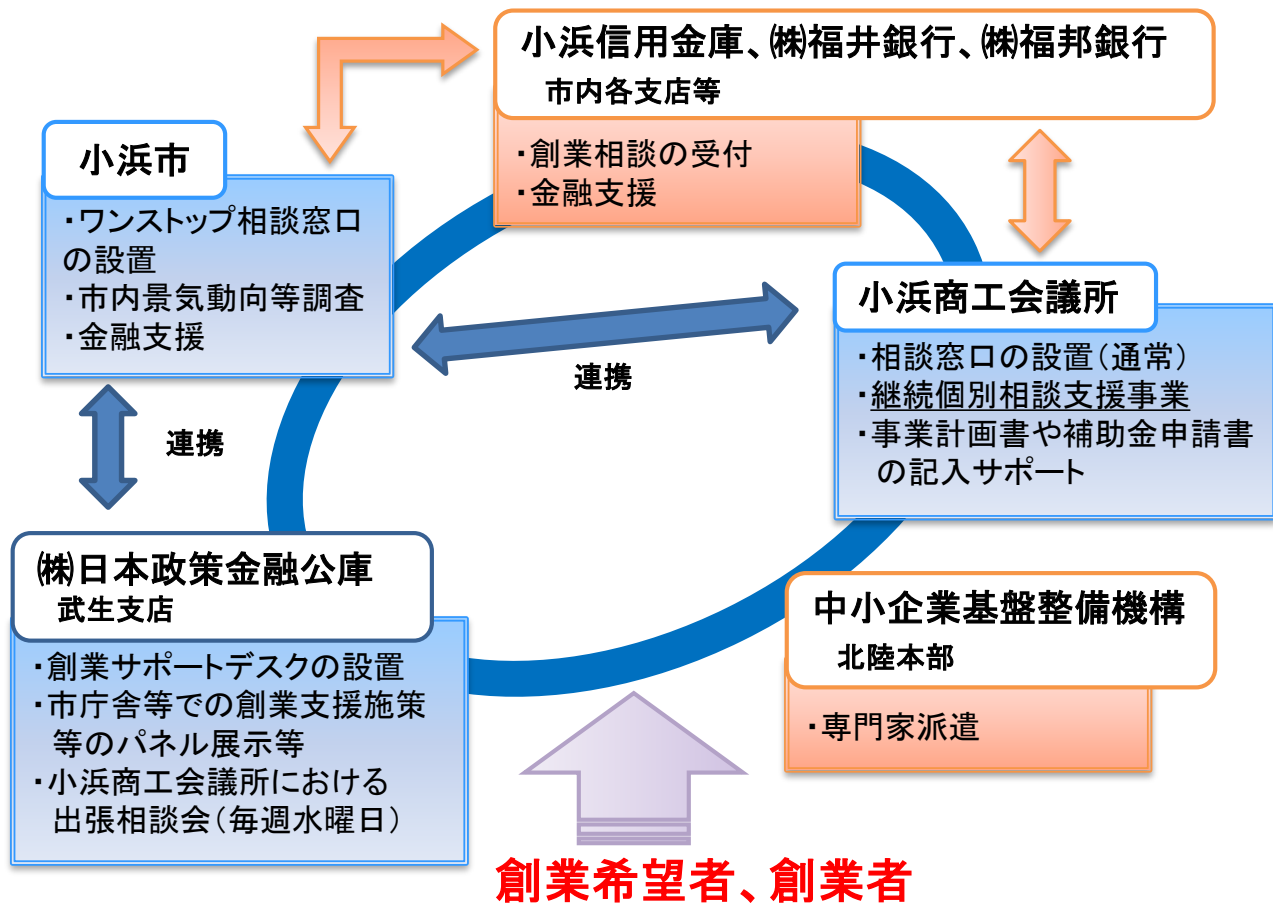 小浜信用金庫、㈱福井銀行、㈱福邦銀行
市内各支店等
・創業相談の受付
・金融支援
小浜市
・ワンストップ相談窓口
の設置
・市内景気動向等調査
・金融支援
小浜商工会議所
・相談窓口の設置(通常)
・継続個別相談支援事業
・事業計画書や補助金申請書
の記入サポート
連携
連携
㈱日本政策金融公庫
武生支店
・創業サポートデスクの設置
・市庁舎等での創業支援施策
等のパネル展示等
・小浜商工会議所における
出張相談会(毎週水曜日)
中小企業基盤整備機構
北陸本部
・専門家派遣
創業希望者、創業者